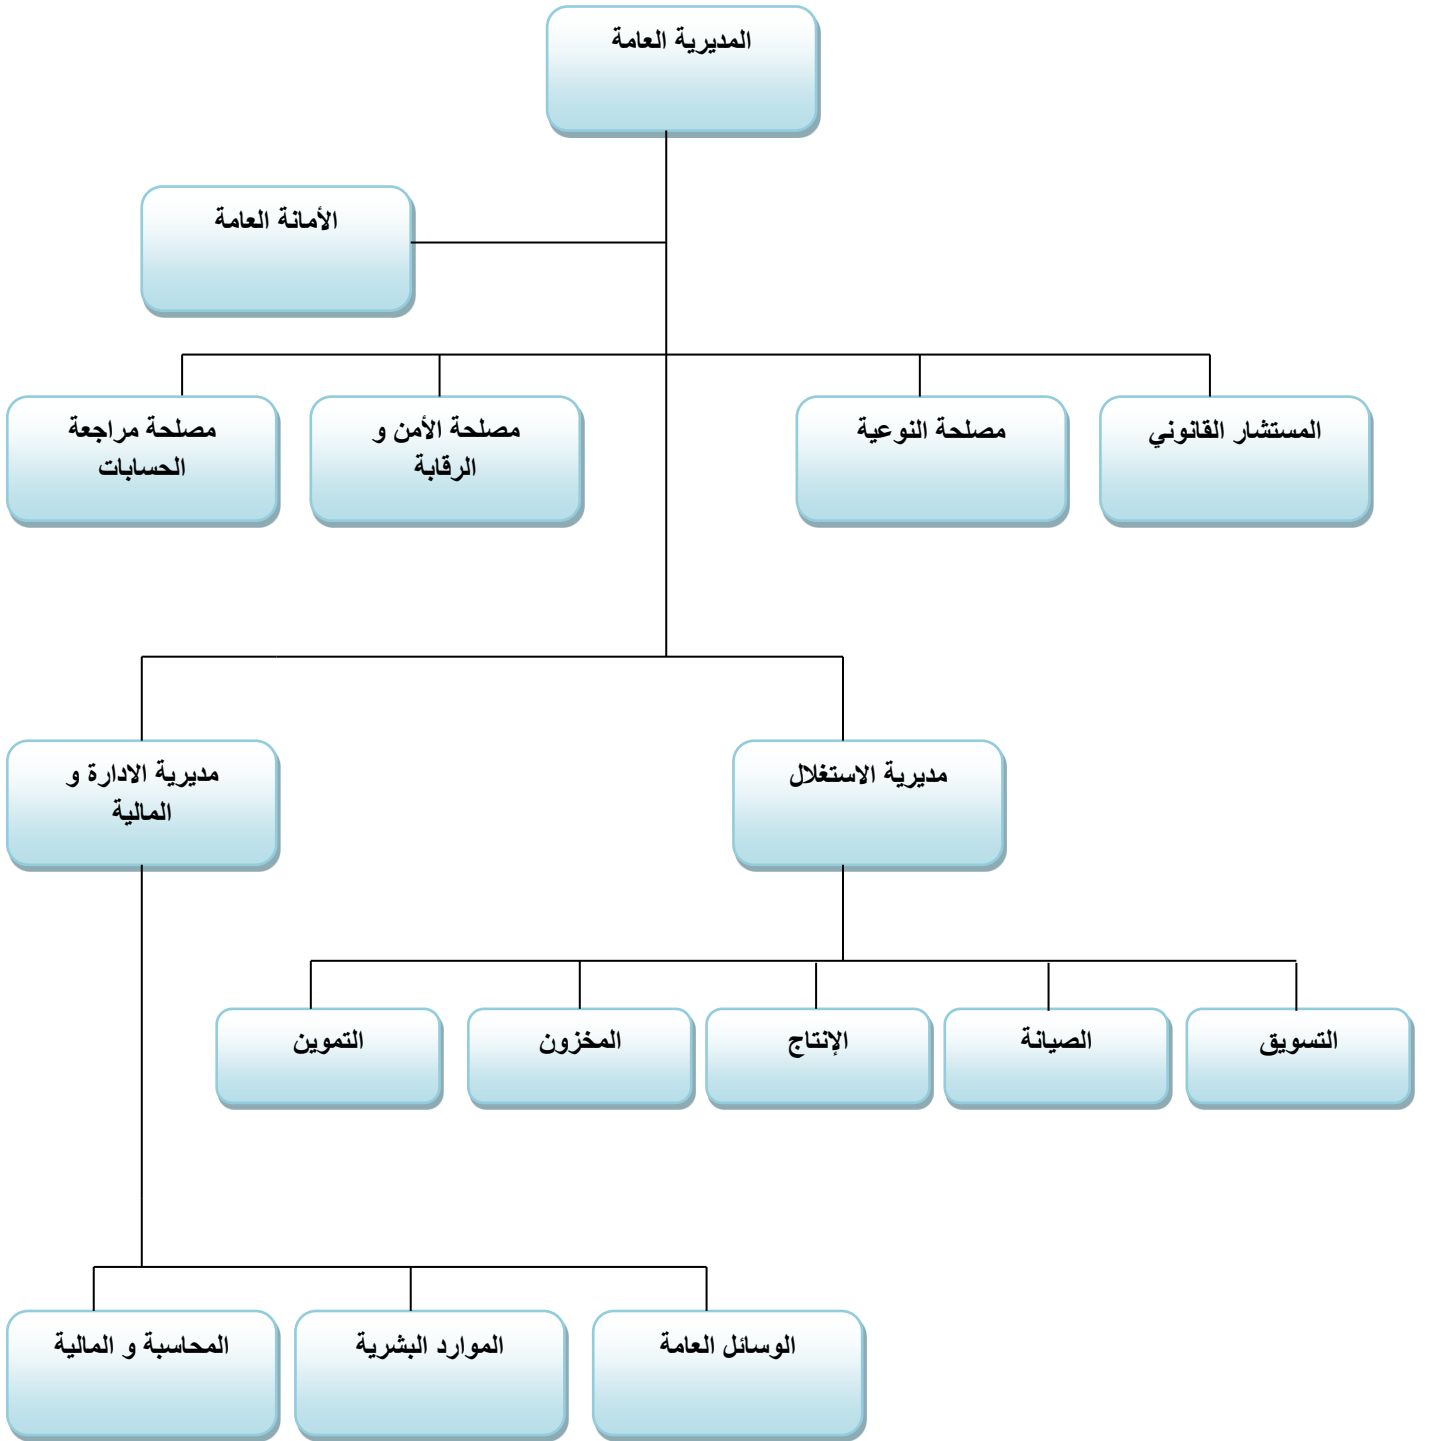 المديرية العامة
الأمانة العامة
المستشار القانوني
مصلحة النوعية
مصلحة الأمن و
الرقابة
مصلحة مراجعة
الحسابات
مديرية الاستغلال
مديرية الادارة و
المالية
التسويق
الصيانة
الإنتاج
المخزون
التموين
الوسائل العامة
الموارد البشرية
المحاسبة و المالية